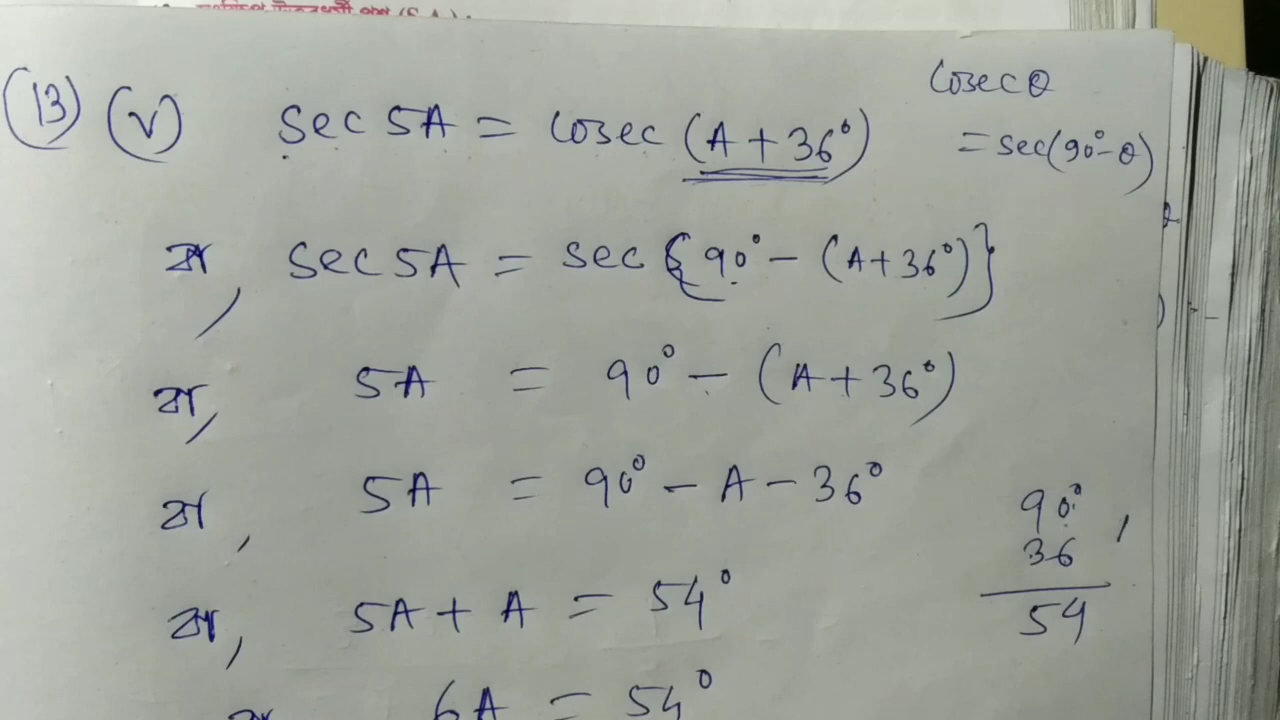 (13) (v) sec 5A = cosec (A + 36°)
cosec θ
= sec(90° - θ)
বা, sec 5A = sec {90° - (A + 36°)}
বা, 5A = 90° - (A + 36°)
বা, 5A = 90° - A - 36°
90°,
36
54
বা, 5A + A = 54°
বা 6A = 54°